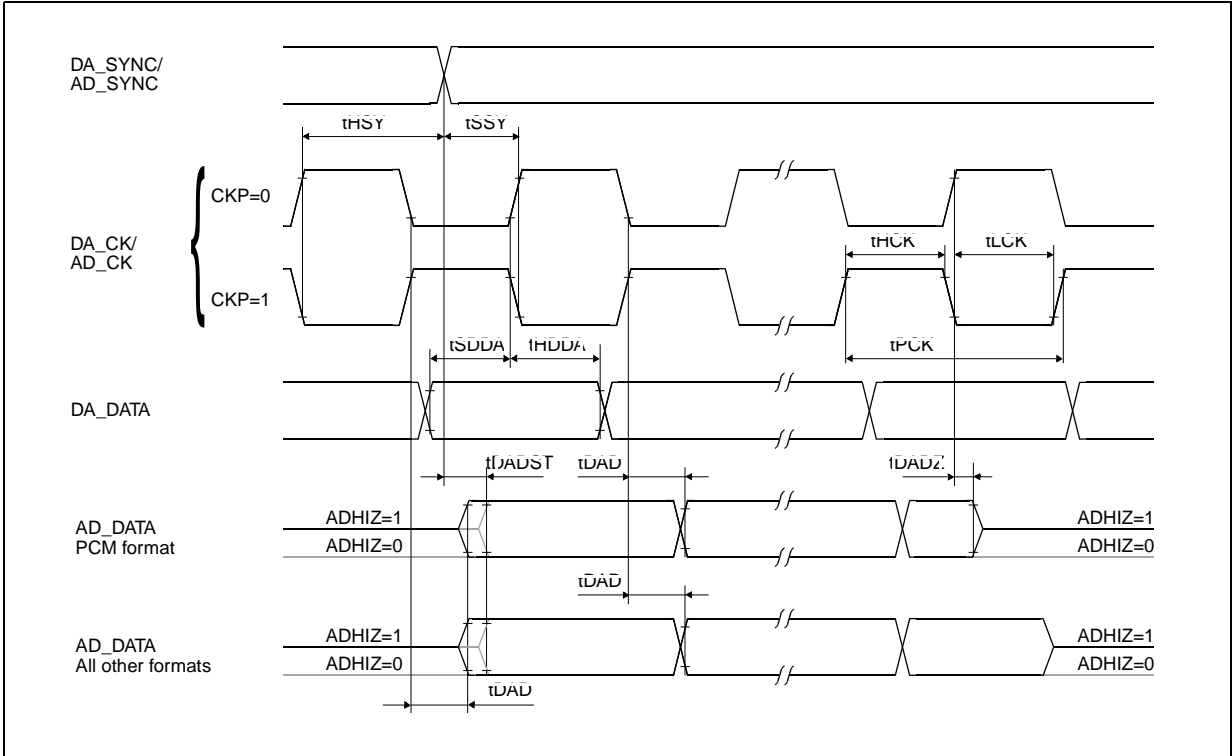 DA_SYNC/
AD_SYNC
tHSY
tSSY
CKP=0
DA_CK/
AD_CK
tHCK
tLCK
CKP=1
tSDDA
tHDDA
tPCK
DA_DATA
tDADST
tDAD
tDADZ
AD_DATA
PCM format
ADHIZ=1
ADHIZ=0
ADHIZ=1
ADHIZ=0
tDAD
AD_DATA
All other formats
ADHIZ=1
ADHIZ=0
ADHIZ=1
ADHIZ=0
tDAD